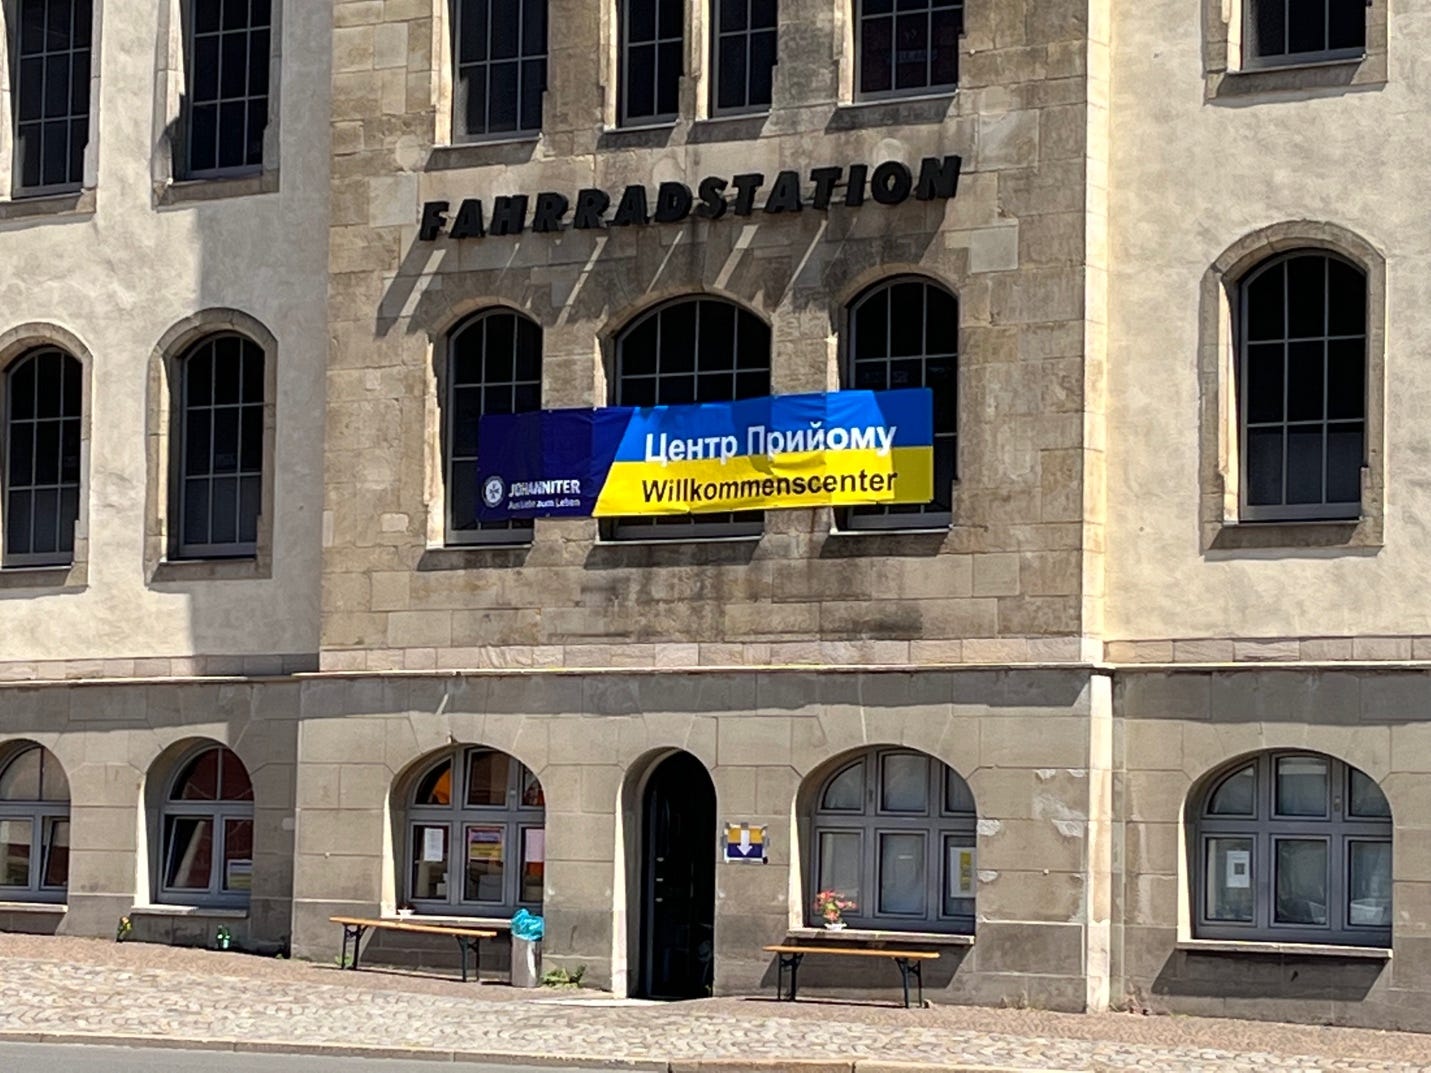 FAHRRADSTATION
Центр Прийому
Willkommenscenter
JOHANNITER
Aus Liebe zum Leben